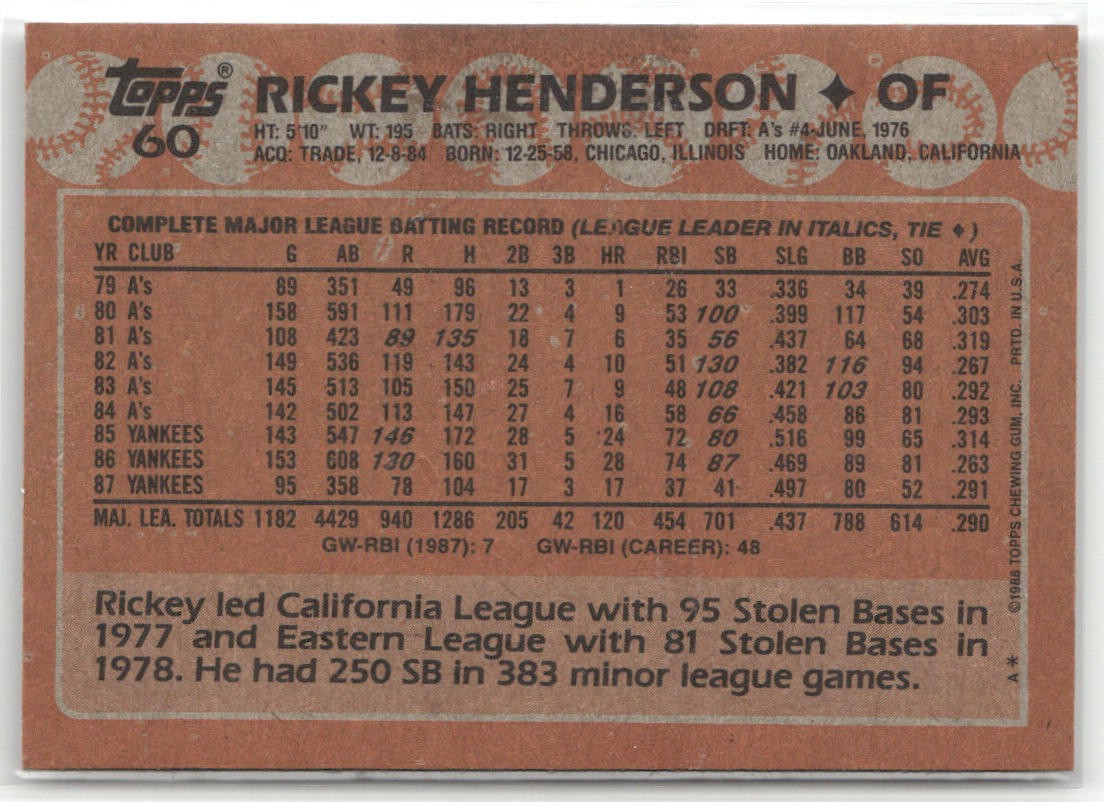 Topps® RICKEY HENDERSON ♦ OF
60
HT: 5'10" WT: 195 BATS: RIGHT THROWS: LEFT DRFT: A's #4-JUNE, 1976
ACQ: TRADE, 12-8-84 BORN: 12-25-58, CHICAGO, ILLINOIS HOME: OAKLAND, CALIFORNIA
COMPLETE MAJOR LEAGUE BATTING RECORD (LEAGUE LEADER IN ITALICS, TIE ♦)
YR CLUB G AB R H 2B 3B HR RBI SB SLG BB SO AVG
79 A's 89 351 49 96 13 3 1 26 33 .336 34 39 .274
80 A's 158 591 111 179 22 4 9 53 100 .399 117 54 .303
81 A's 108 423 89 135 18 7 6 35 56 .437 64 68 .319
82 A's 149 536 119 143 24 4 10 51 130 .382 116 94 .267
83 A's 145 513 105 150 25 7 9 48 108 .421 103 80 .292
84 A's 142 502 113 147 27 4 16 58 66 .458 86 81 .293
85 YANKEES 143 547 146 172 28 5 24 72 80 .516 99 65 .314
86 YANKEES 153 608 130 160 31 5 28 74 87 .469 89 81 .263
87 YANKEES 95 358 78 104 17 3 17 37 41 .497 80 52 .291
MAJ. LEA. TOTALS 1182 4429 940 1286 205 42 120 454 701 .437 788 614 .290
GW-RBI (1987): 7 GW-RBI (CAREER): 48
Rickey led California League with 95 Stolen Bases in
1977 and Eastern League with 81 Stolen Bases in
1978. He had 250 SB in 383 minor league games.
A* ©1988 TOPPS CHEWING GUM, INC. PRTD. IN U.S.A.